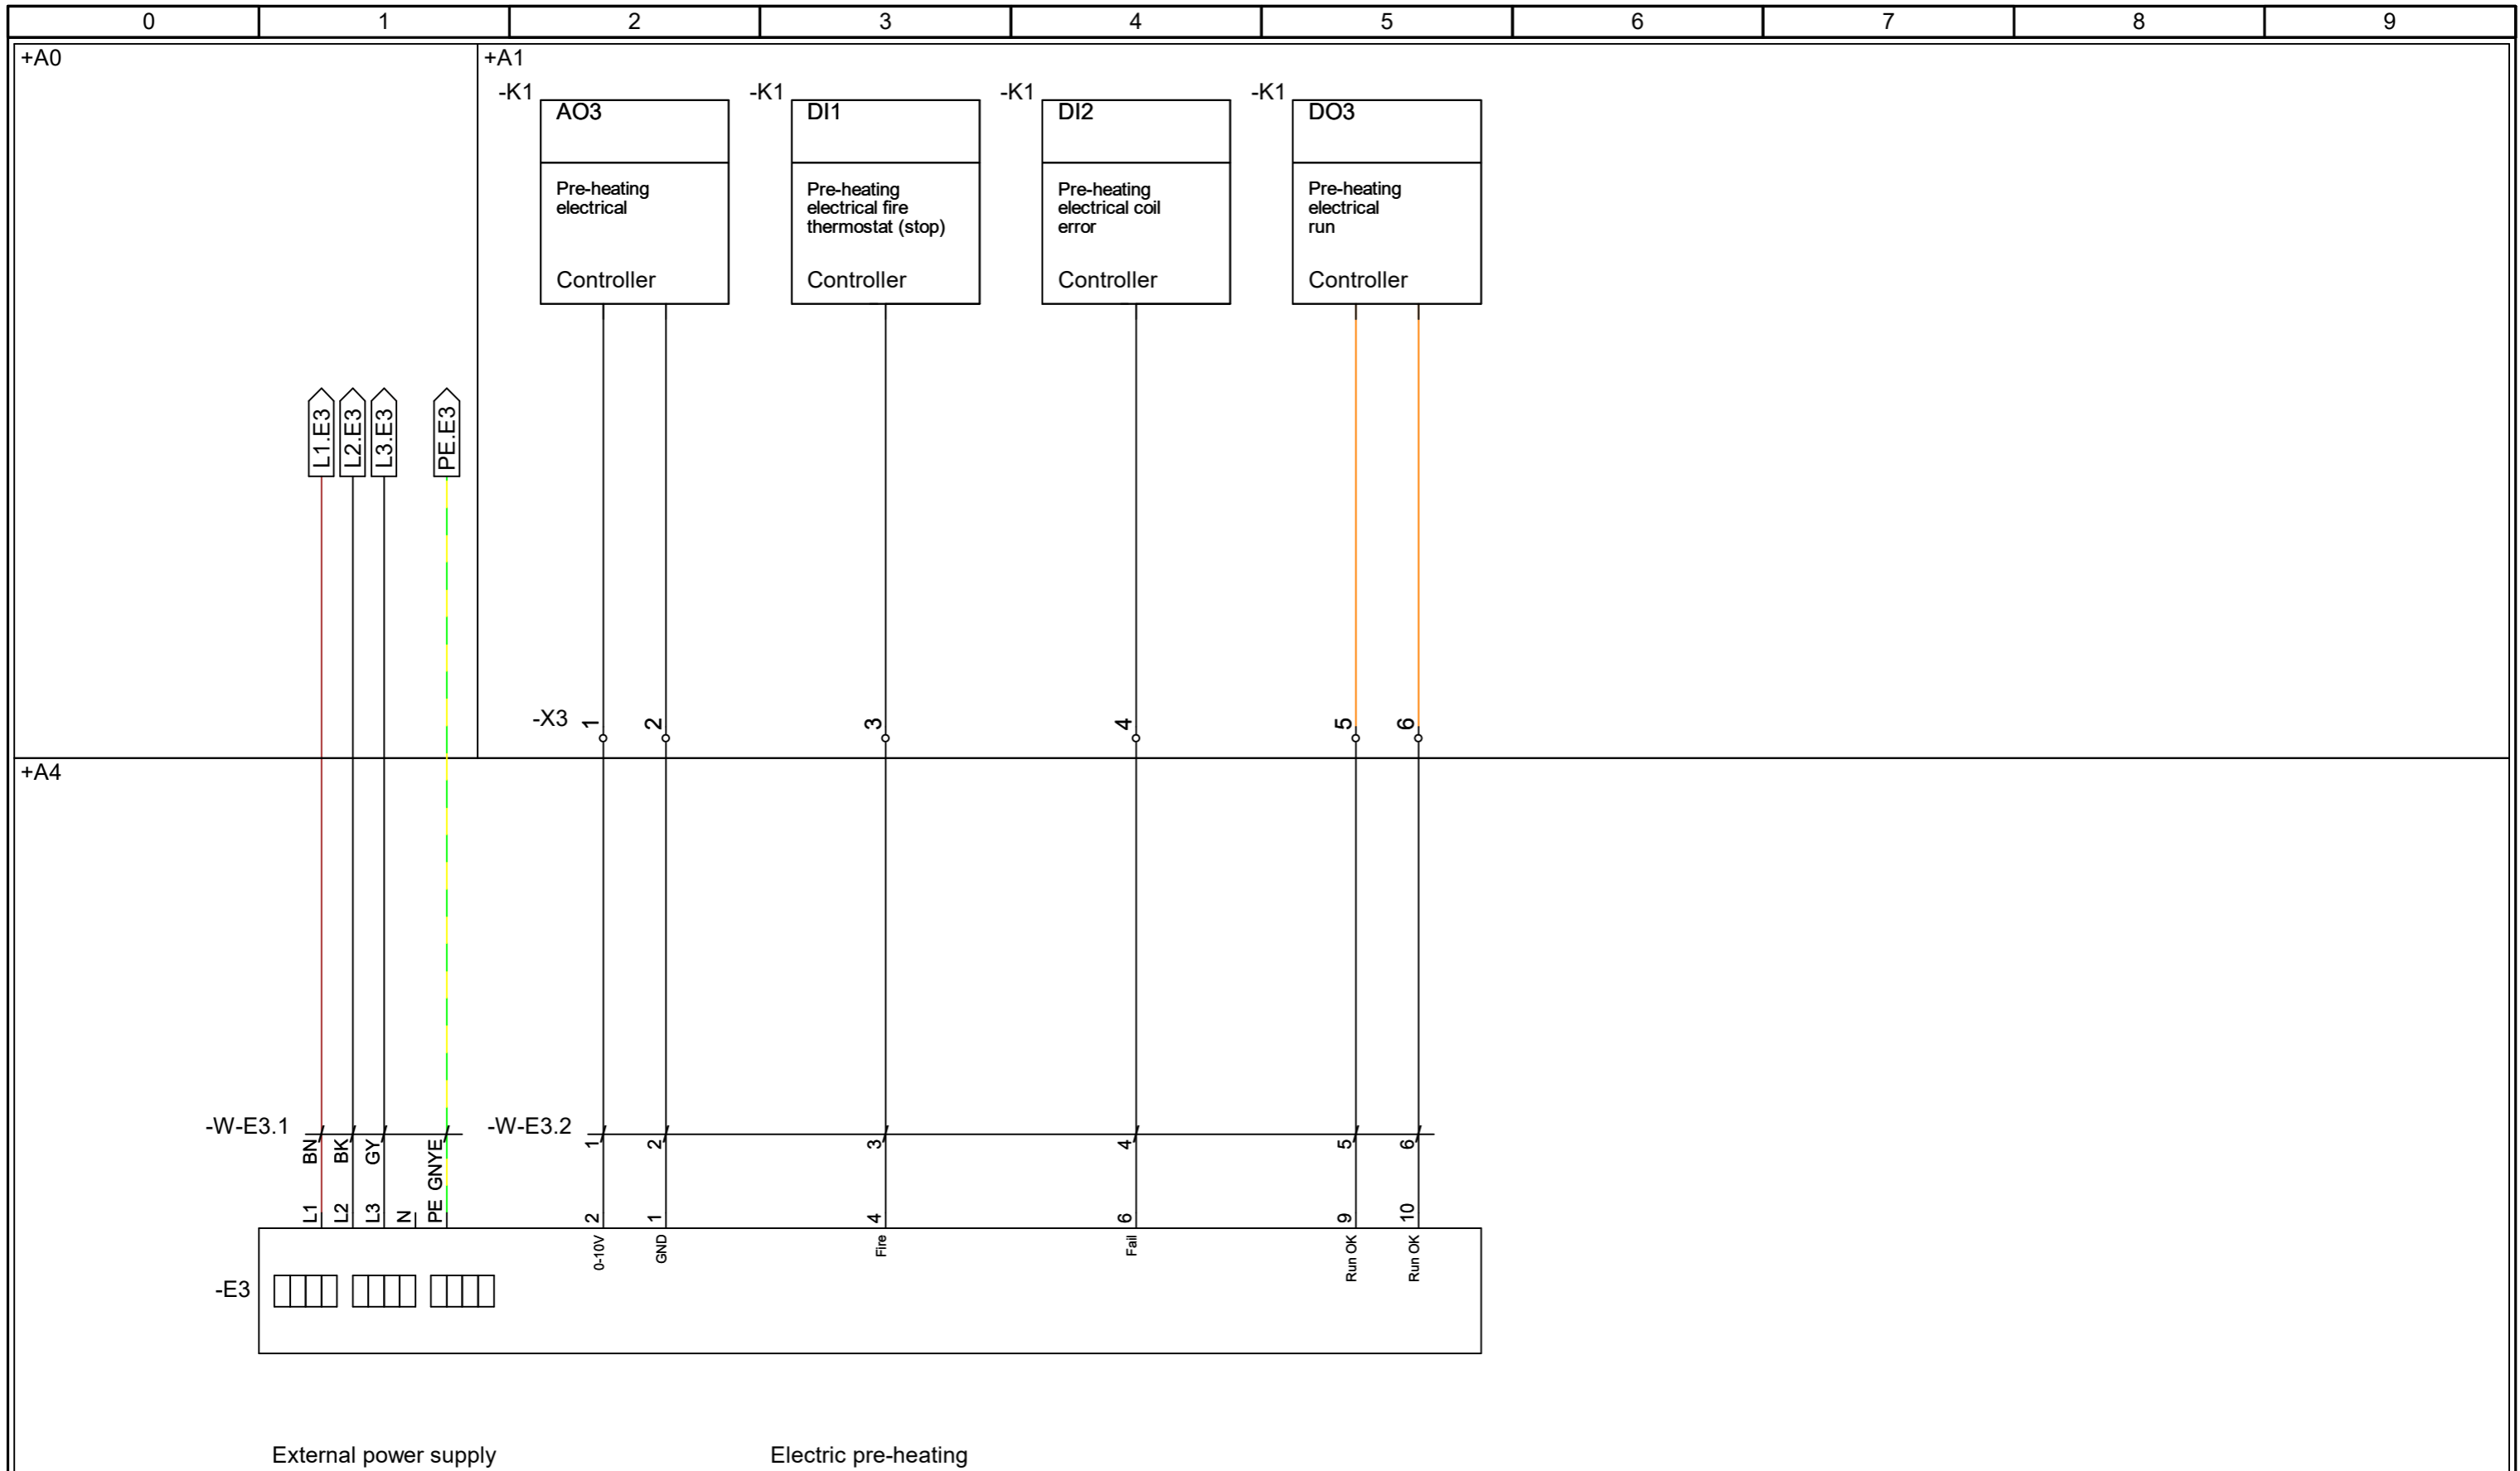 0 1 2 3 4 5 6 7 8 9
+A0 +A1
-K1 -K1 -K1 -K1
AO3 DI1 DI2 DO3
Pre-heating
electrical
Controller
Pre-heating
electrical fire
thermostat (stop)
Controller
Pre-heating
electrical coil
error
Controller
Pre-heating
electrical
run
Controller
L1.E3 L2.E3 L3.E3 PE.E3
-X3 1 2 3 4 5 6
+A4
-W-E3.1 BN BK GY GNYE
-W-E3.2 1 2 3 4 5 6
L1 L2 L3 N PE 2 1 4 6 9 10
0-10V GND Fire Fail Run OK Run OK
-E3
External power supply Electric pre-heating